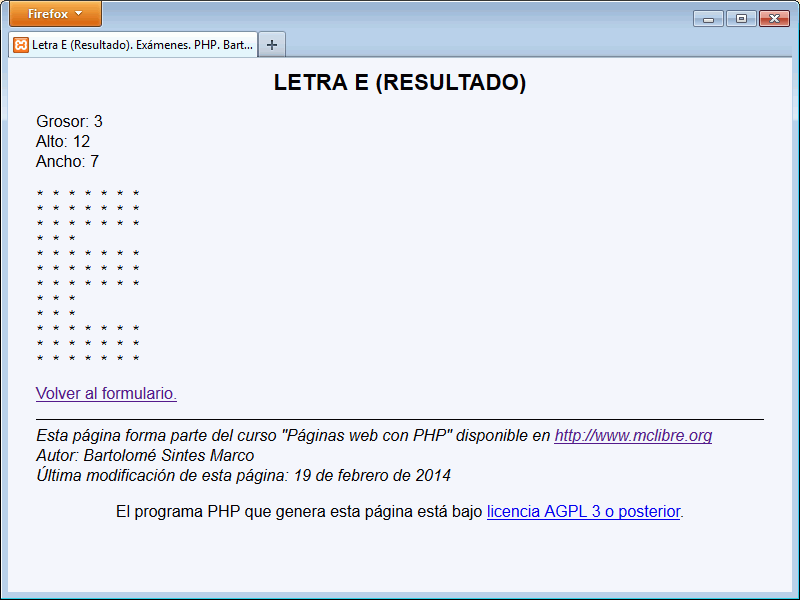 Firefox
Letra E (Resultado). Exámenes. PHP. Bart...
LETRA E (RESULTADO)
Grosor: 3
Alto: 12
Ancho: 7
* * * * * * *
* * * * * * *
* * * * * * *
* * *
* * * * * * *
* * * * * * *
* * * * * * *
* * *
* * *
* * * * * * *
* * * * * * *
* * * * * * *
Volver al formulario.
Esta página forma parte del curso "Páginas web con PHP" disponible en http://www.mclibre.org
Autor: Bartolomé Sintes Marco
Última modificación de esta página: 19 de febrero de 2014
El programa PHP que genera esta página está bajo licencia AGPL 3 o posterior.